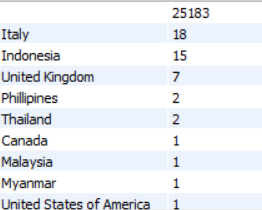 25183
Italy 18
Indonesia 15
United Kingdom 7
Phillipines 2
Thailand 2
Canada 1
Malaysia 1
Myanmar 1
United States of America 1